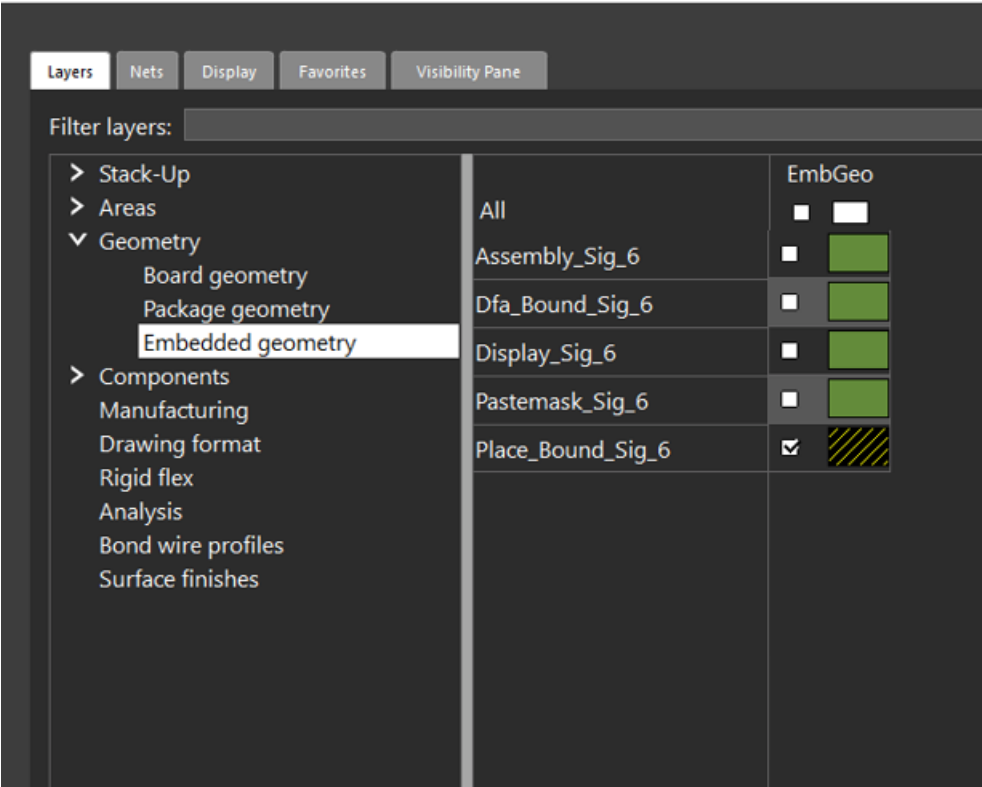 Layers Nets Display Favorites Visibility Pane
Filter layers:
Stack-Up
Areas
Geometry
Board geometry
Package geometry
Embedded geometry
Components
Manufacturing
Drawing format
Rigid flex
Analysis
Bond wire profiles
Surface finishes
EmbGeo
All
Assembly_Sig_6
Dfa_Bound_Sig_6
Display_Sig_6
Pastemask_Sig_6
Place_Bound_Sig_6